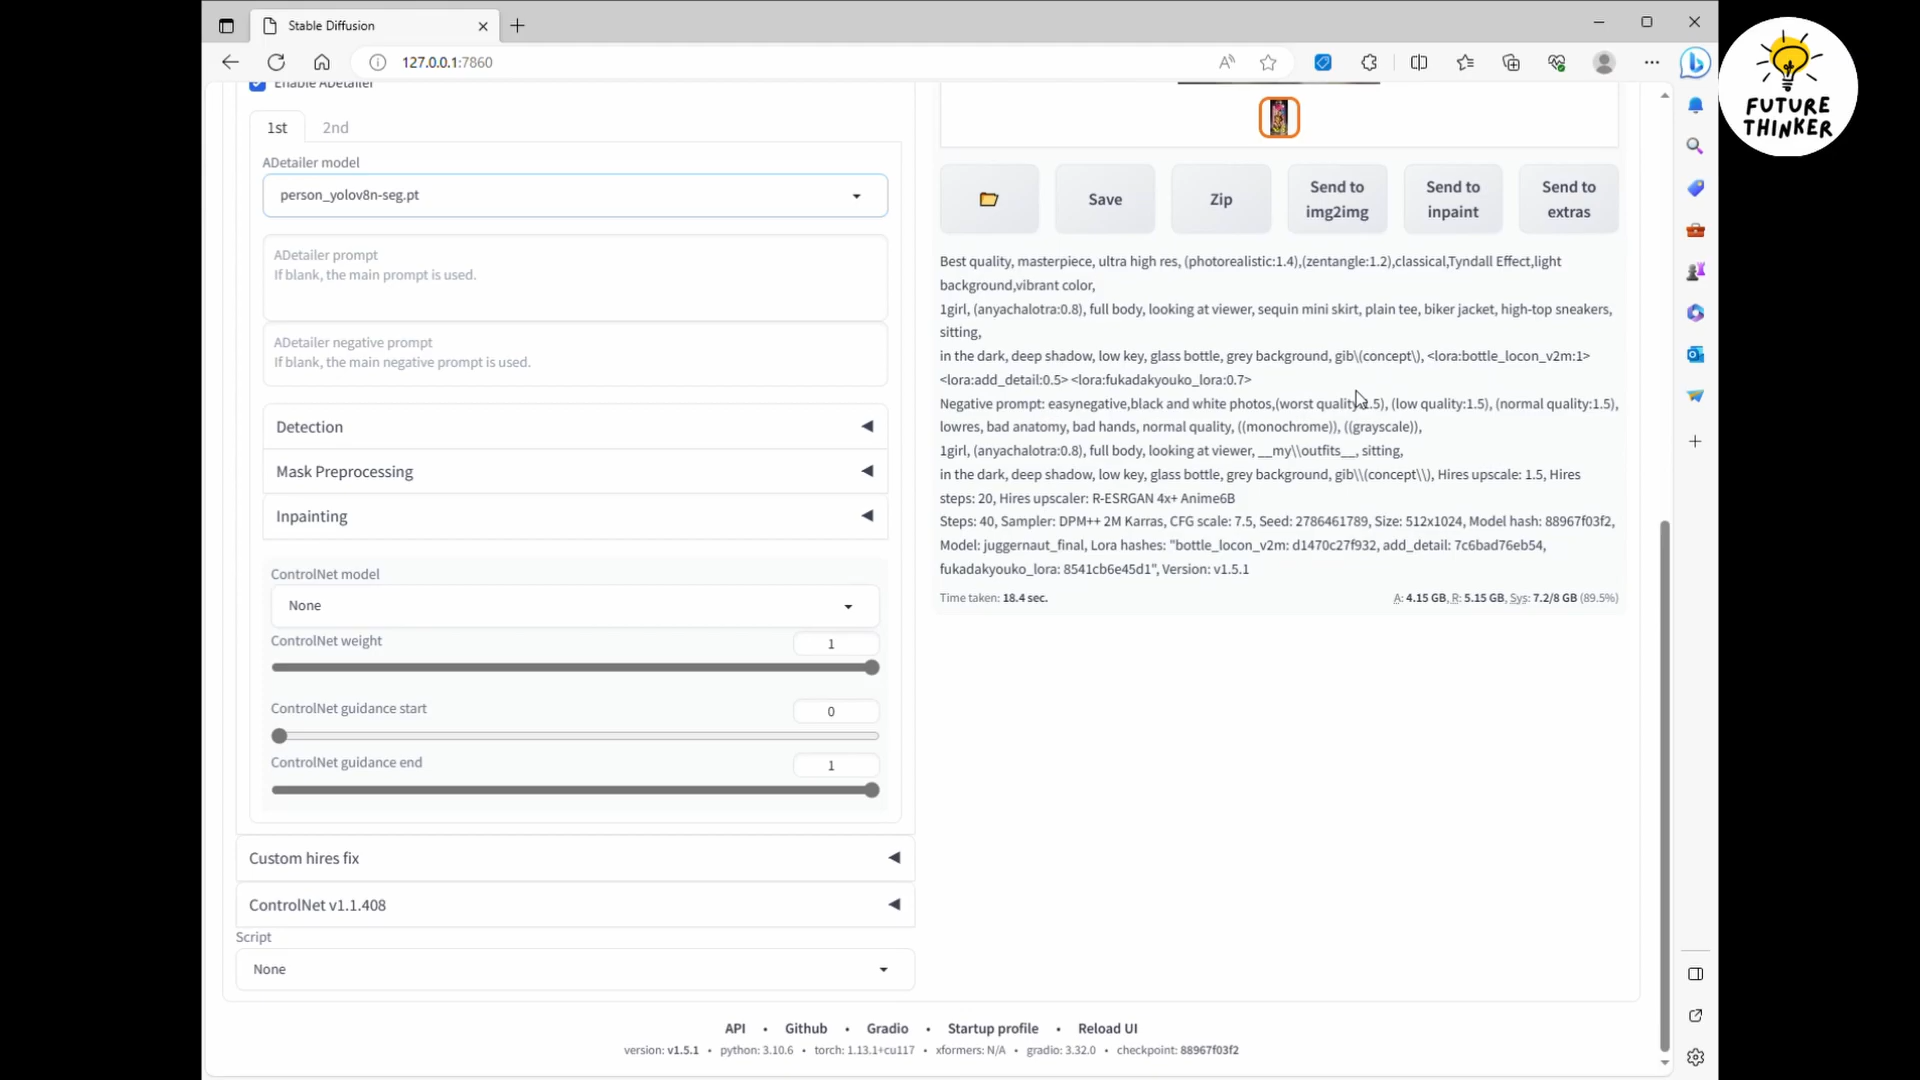 Stable Diffusion
127.0.0.1:7860
FUTURE
THINKER
Enable ADetailer
1st
2nd
ADetailer model
person_yolov8n-seg.pt
ADetailer prompt
If blank, the main prompt is used.
ADetailer negative prompt
If blank, the main negative prompt is used.
Detection
Mask Preprocessing
Inpainting
ControlNet model
None
ControlNet weight
1
ControlNet guidance start
0
ControlNet guidance end
1
Custom hires fix
ControlNet v1.1.408
Script
None
Save
Zip
Send to
img2img
Send to
inpaint
Send to
extras
Best quality, masterpiece, ultra high res, (photorealistic:1.4),(zentangle:1.2),classical,Tyndall Effect,light
background,vibrant color,
1girl, (anyachalotra:0.8), full body, looking at viewer, sequin mini skirt, plain tee, biker jacket, high-top sneakers,
sitting,
in the dark, deep shadow, low key, glass bottle, grey background, gib\(concept\), <lora:bottle_locon_v2m:1>
<lora:add_detail:0.5> <lora:fukadakyouko_lora:0.7>
Negative prompt: easynegative,black and white photos,(worst quality:1.5), (low quality:1.5), (normal quality:1.5),
lowres, bad anatomy, bad hands, normal quality, ((monochrome)), ((grayscale)),
1girl, (anyachalotra:0.8), full body, looking at viewer, __my\\outfits__, sitting,
in the dark, deep shadow, low key, glass bottle, grey background, gib\\(concept\\), Hires upscale: 1.5, Hires
steps: 20, Hires upscaler: R-ESRGAN 4x+ Anime6B
Steps: 40, Sampler: DPM++ 2M Karras, CFG scale: 7.5, Seed: 2786461789, Size: 512x1024, Model hash: 88967f03f2,
Model: juggernaut_final, Lora hashes: "bottle_locon_v2m: d1470c27f932, add_detail: 7c6bad76eb54,
fukadakyouko_lora: 8541cb6e45d1", Version: v1.5.1
Time taken: 18.4 sec.
A: 4.15 GB, R: 5.15 GB, Sys: 7.2/8 GB (89.5%)
API • Github • Gradio • Startup profile • Reload UI
version: v1.5.1 • python: 3.10.6 • torch: 1.13.1+cu117 • xformers: N/A • gradio: 3.32.0 • checkpoint: 88967f03f2